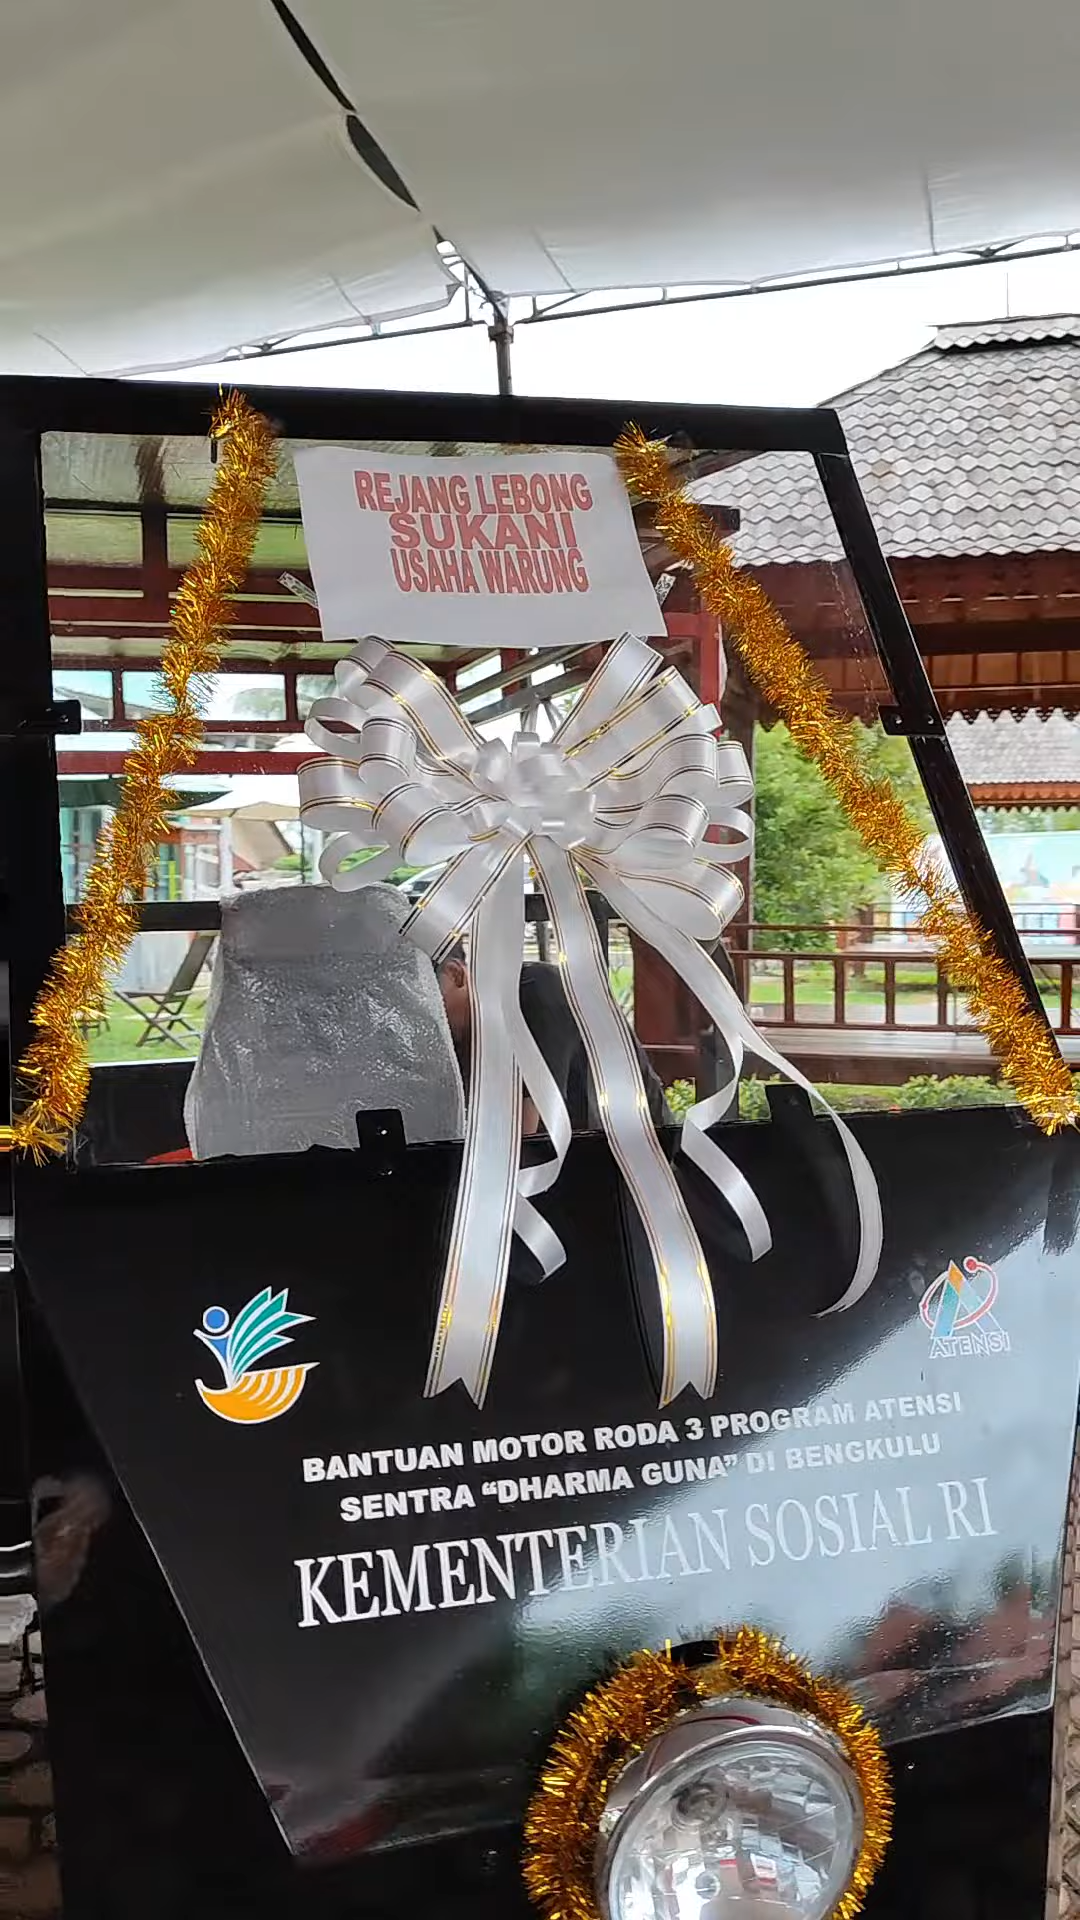 REJANG LEBONG
SUKANI
USAHA WARUNG
ATENSI
BANTUAN MOTOR RODA 3 PROGRAM ATENSI
SENTRA “DHARMA GUNA” DI BENGKULU
KEMENTERIAN SOSIAL RI